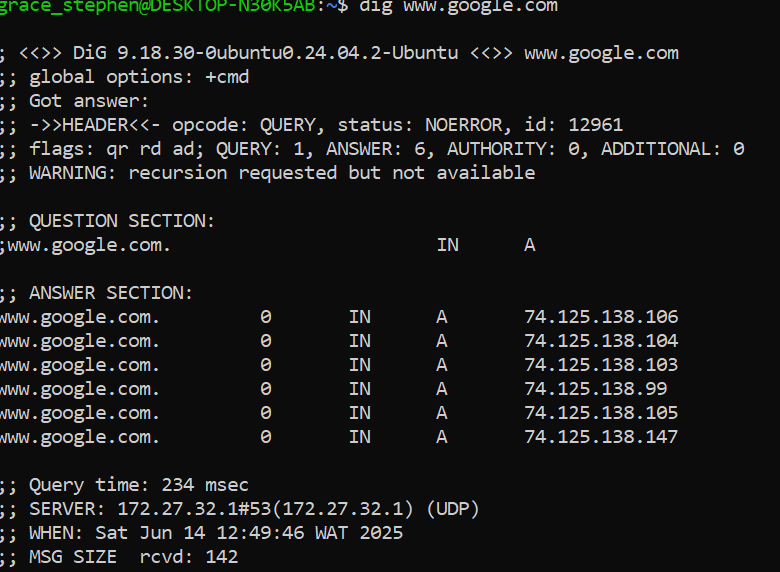 grace_stephen@DESKTOP-N30K5AB:~$ dig www.google.com

; <<>> DiG 9.18.30-0ubuntu0.24.04.2-Ubuntu <<>> www.google.com
;; global options: +cmd
;; Got answer:
;; ->>HEADER<<- opcode: QUERY, status: NOERROR, id: 12961
;; flags: qr rd ad; QUERY: 1, ANSWER: 6, AUTHORITY: 0, ADDITIONAL: 0
;; WARNING: recursion requested but not available

;; QUESTION SECTION:
;www.google.com. IN A

;; ANSWER SECTION:
www.google.com. 0 IN A 74.125.138.106
www.google.com. 0 IN A 74.125.138.104
www.google.com. 0 IN A 74.125.138.103
www.google.com. 0 IN A 74.125.138.99
www.google.com. 0 IN A 74.125.138.105
www.google.com. 0 IN A 74.125.138.147

;; Query time: 234 msec
;; SERVER: 172.27.32.1#53(172.27.32.1) (UDP)
;; WHEN: Sat Jun 14 12:49:46 WAT 2025
;; MSG SIZE  rcvd: 142